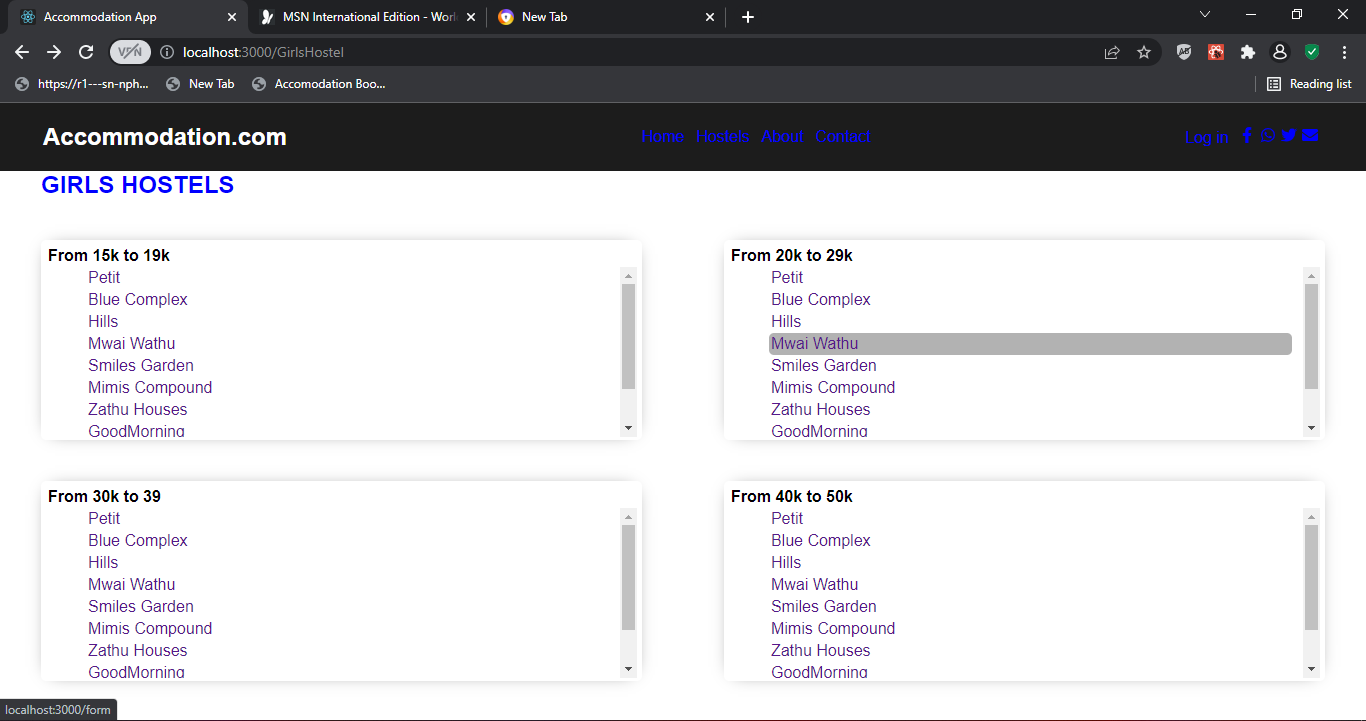 Accommodation App
MSN International Edition - Worl
New Tab
VPN
localhost:3000/GirlsHostel
https://r1---sn-nph...
New Tab
Accomodation Boo...
Reading list
Accommodation.com
Home Hostels About Contact
Log in
GIRLS HOSTELS
From 15k to 19k
Petit
Blue Complex
Hills
Mwai Wathu
Smiles Garden
Mimis Compound
Zathu Houses
GoodMorning
From 20k to 29k
Petit
Blue Complex
Hills
Mwai Wathu
Smiles Garden
Mimis Compound
Zathu Houses
GoodMorning
From 30k to 39
Petit
Blue Complex
Hills
Mwai Wathu
Smiles Garden
Mimis Compound
Zathu Houses
GoodMorning
From 40k to 50k
Petit
Blue Complex
Hills
Mwai Wathu
Smiles Garden
Mimis Compound
Zathu Houses
GoodMorning
localhost:3000/form